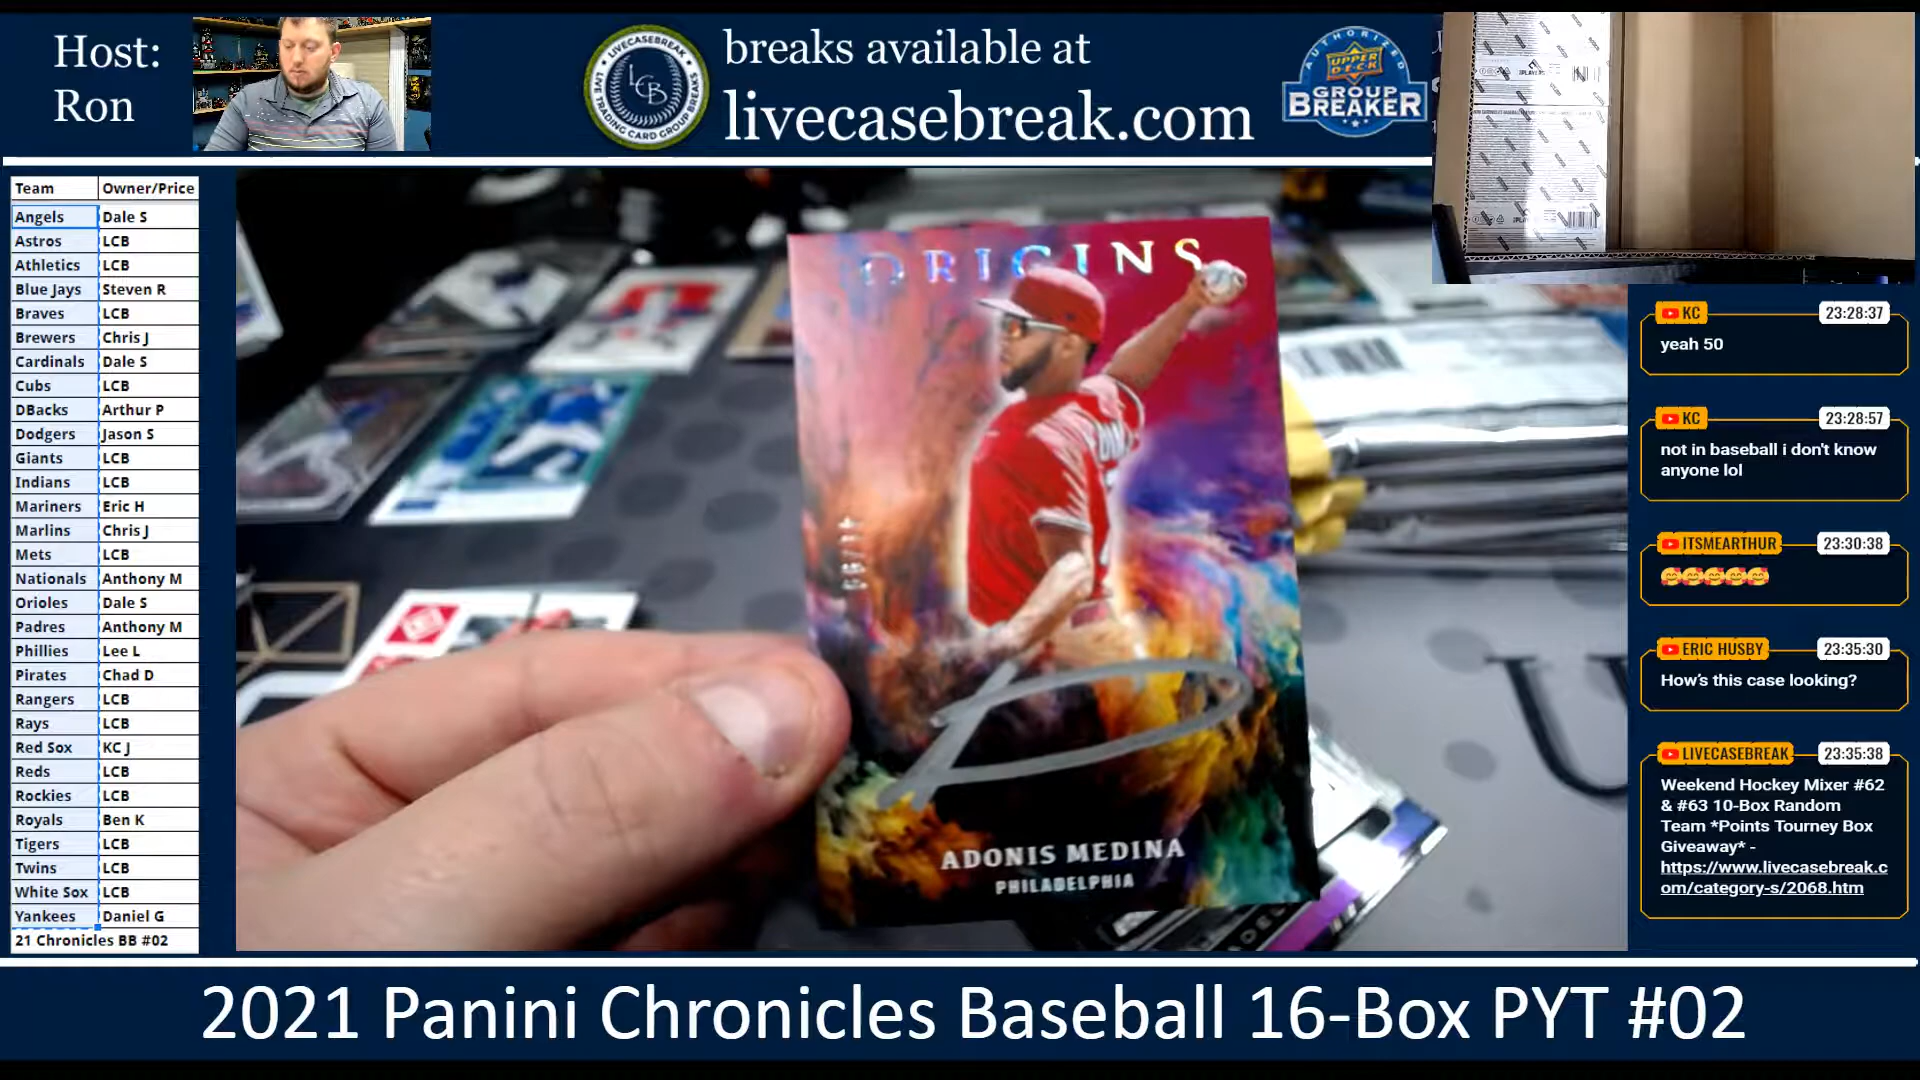 Host:
Ron
LIVECASEBREAK
LCB
LIVE TRADING CARD GROUP BREAKS
breaks available at
livecasebreak.com
AUTHORIZED
UPPER DECK
GROUP
BREAKER
Team Owner/Price
Angels Dale S
Astros LCB
Athletics LCB
Blue Jays Steven R
Braves LCB
Brewers Chris J
Cardinals Dale S
Cubs LCB
DBacks Arthur P
Dodgers Jason S
Giants LCB
Indians LCB
Mariners Eric H
Marlins Chris J
Mets LCB
Nationals Anthony M
Orioles Dale S
Padres Anthony M
Phillies Lee L
Pirates Chad D
Rangers LCB
Rays LCB
Red Sox KC J
Reds LCB
Rockies LCB
Royals Ben K
Tigers LCB
Twins LCB
White Sox LCB
Yankees Daniel G
21 Chronicles BB #02
ORIGINS
ADONIS MEDINA
PHILADELPHIA
KC 23:28:37
yeah 50
KC 23:28:57
not in baseball i don't know
anyone lol
ITSMEARTHUR 23:30:38
🥰🥰🥰🥰🥰
ERIC HUSBY 23:35:30
How's this case looking?
LIVECASEBREAK 23:35:38
Weekend Hockey Mixer #62
& #63 10-Box Random
Team *Points Tourney Box
Giveaway* -
https://www.livecasebreak.c
om/category-s/2068.htm
2021 Panini Chronicles Baseball 16-Box PYT #02